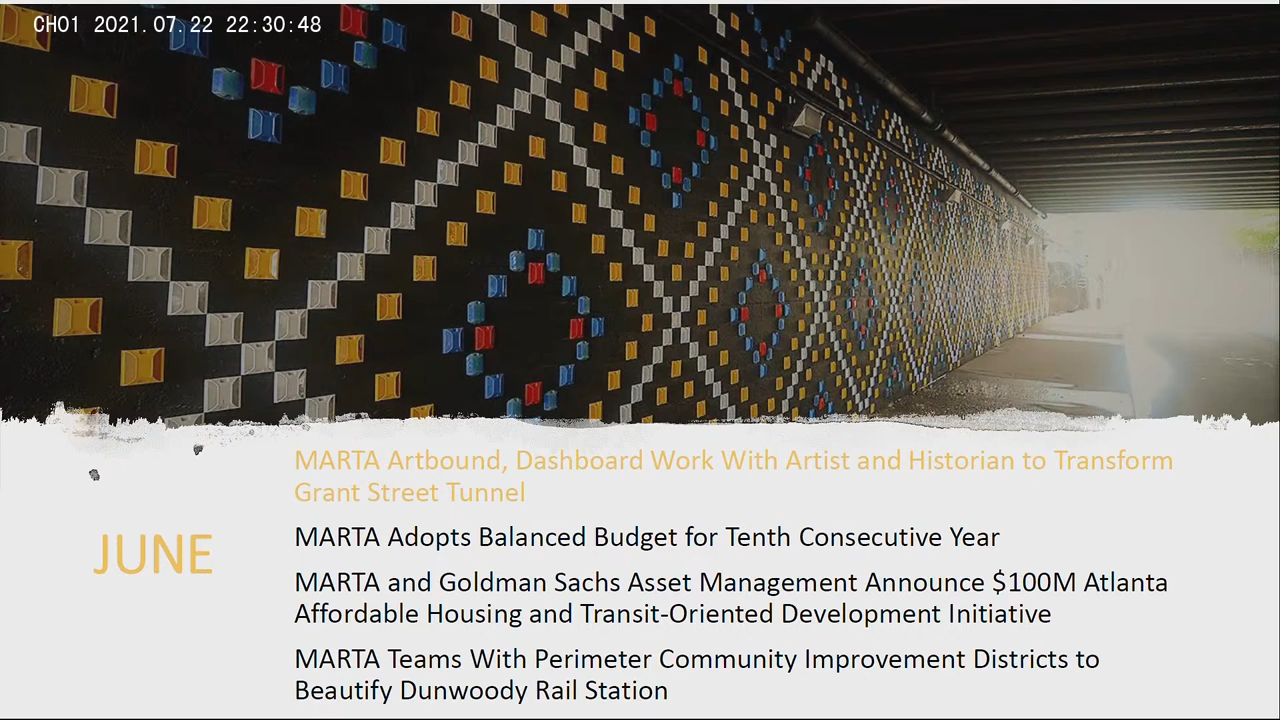 CH01 2021.07.22 22:30:48
MARTA Artbound, Dashboard Work With Artist and Historian to Transform
Grant Street Tunnel
JUNE
MARTA Adopts Balanced Budget for Tenth Consecutive Year
MARTA and Goldman Sachs Asset Management Announce $100M Atlanta
Affordable Housing and Transit-Oriented Development Initiative
MARTA Teams With Perimeter Community Improvement Districts to
Beautify Dunwoody Rail Station